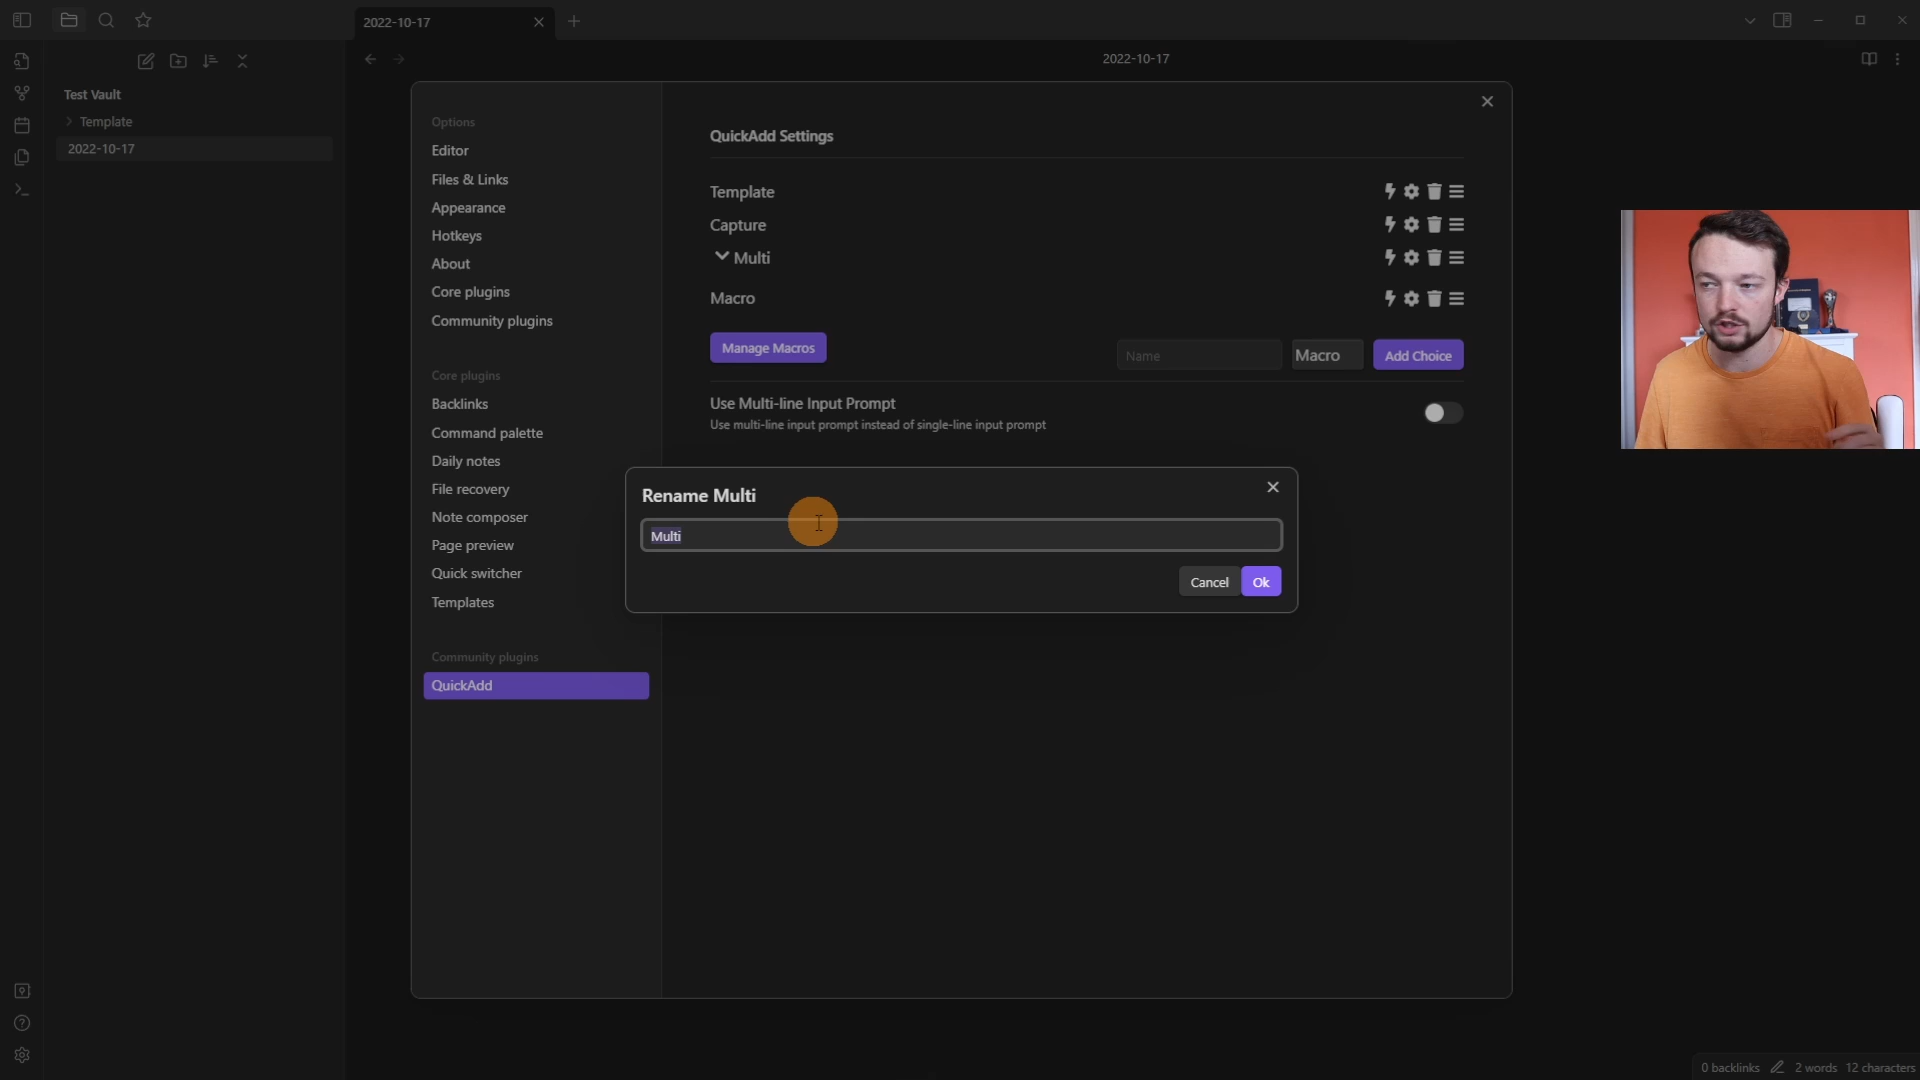 2022-10-17
2022-10-17
Test Vault
Template
2022-10-17
Options
Editor
Files & Links
Appearance
Hotkeys
About
Core plugins
Community plugins
Core plugins
Backlinks
Command palette
Daily notes
File recovery
Note composer
Page preview
Quick switcher
Templates
Community plugins
QuickAdd
QuickAdd Settings
Template
Capture
Multi
Macro
Manage Macros
Name
Macro
Add Choice
Use Multi-line Input Prompt
Use multi-line input prompt instead of single-line input prompt
Rename Multi
Multi
Cancel
Ok
0 backlinks
2 words
12 characters